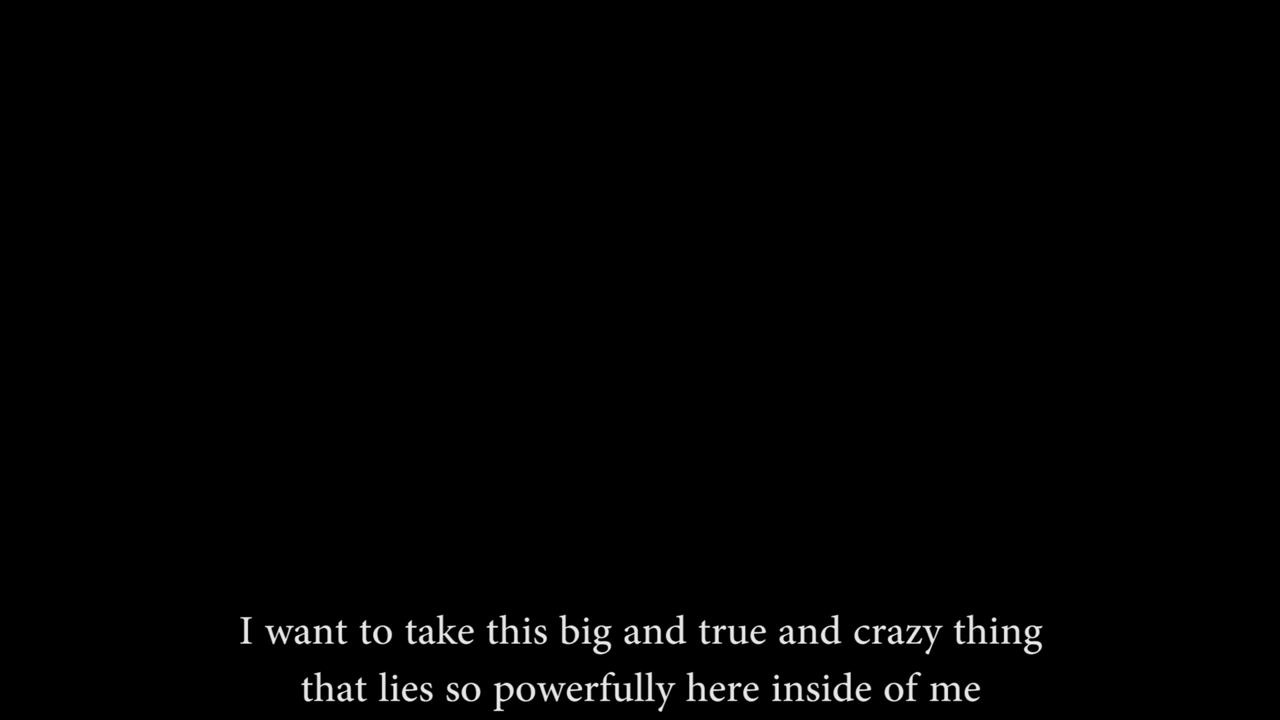 I want to take this big and true and crazy thing
that lies so powerfully here inside of me